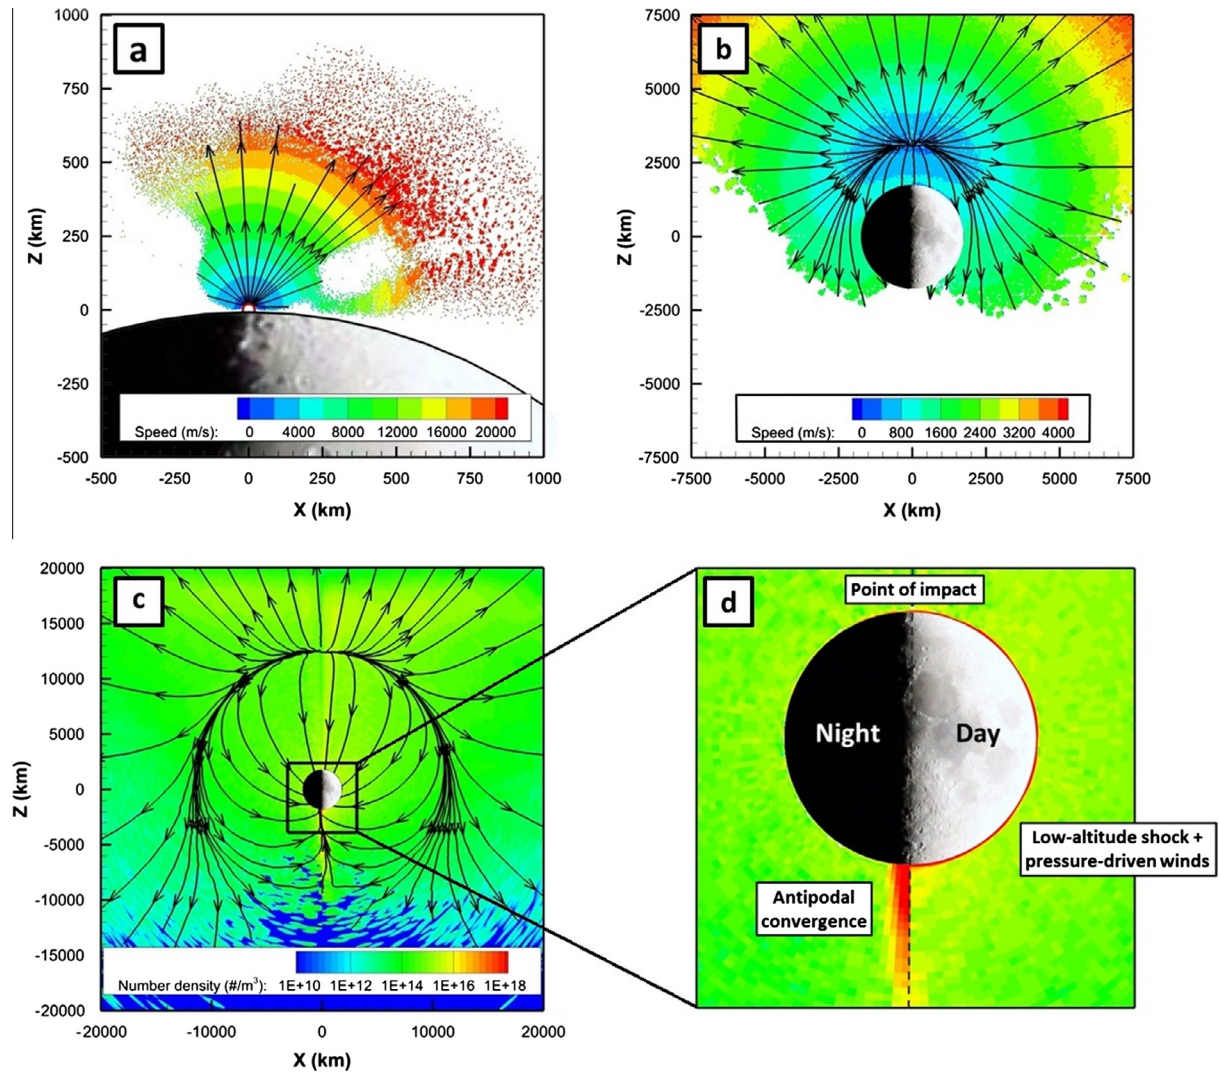 a
1000
750
500
250
0
-250
-500
Z (km)
Speed (m/s): 0 4000 8000 12000 16000 20000
-500 -250 0 250 500 750 1000
X (km)
b
7500
5000
2500
0
-2500
-5000
-7500
Z (km)
Speed (m/s): 0 800 1600 2400 3200 4000
-7500 -5000 -2500 0 2500 5000 7500
X (km)
c
20000
15000
10000
5000
0
-5000
-10000
-15000
-20000
Z (km)
Number density (#/m³): 1E+10 1E+12 1E+14 1E+16 1E+18
-20000 -10000 0 10000 20000
X (km)
d
Point of impact
Night Day
Low-altitude shock +
pressure-driven winds
Antipodal
convergence